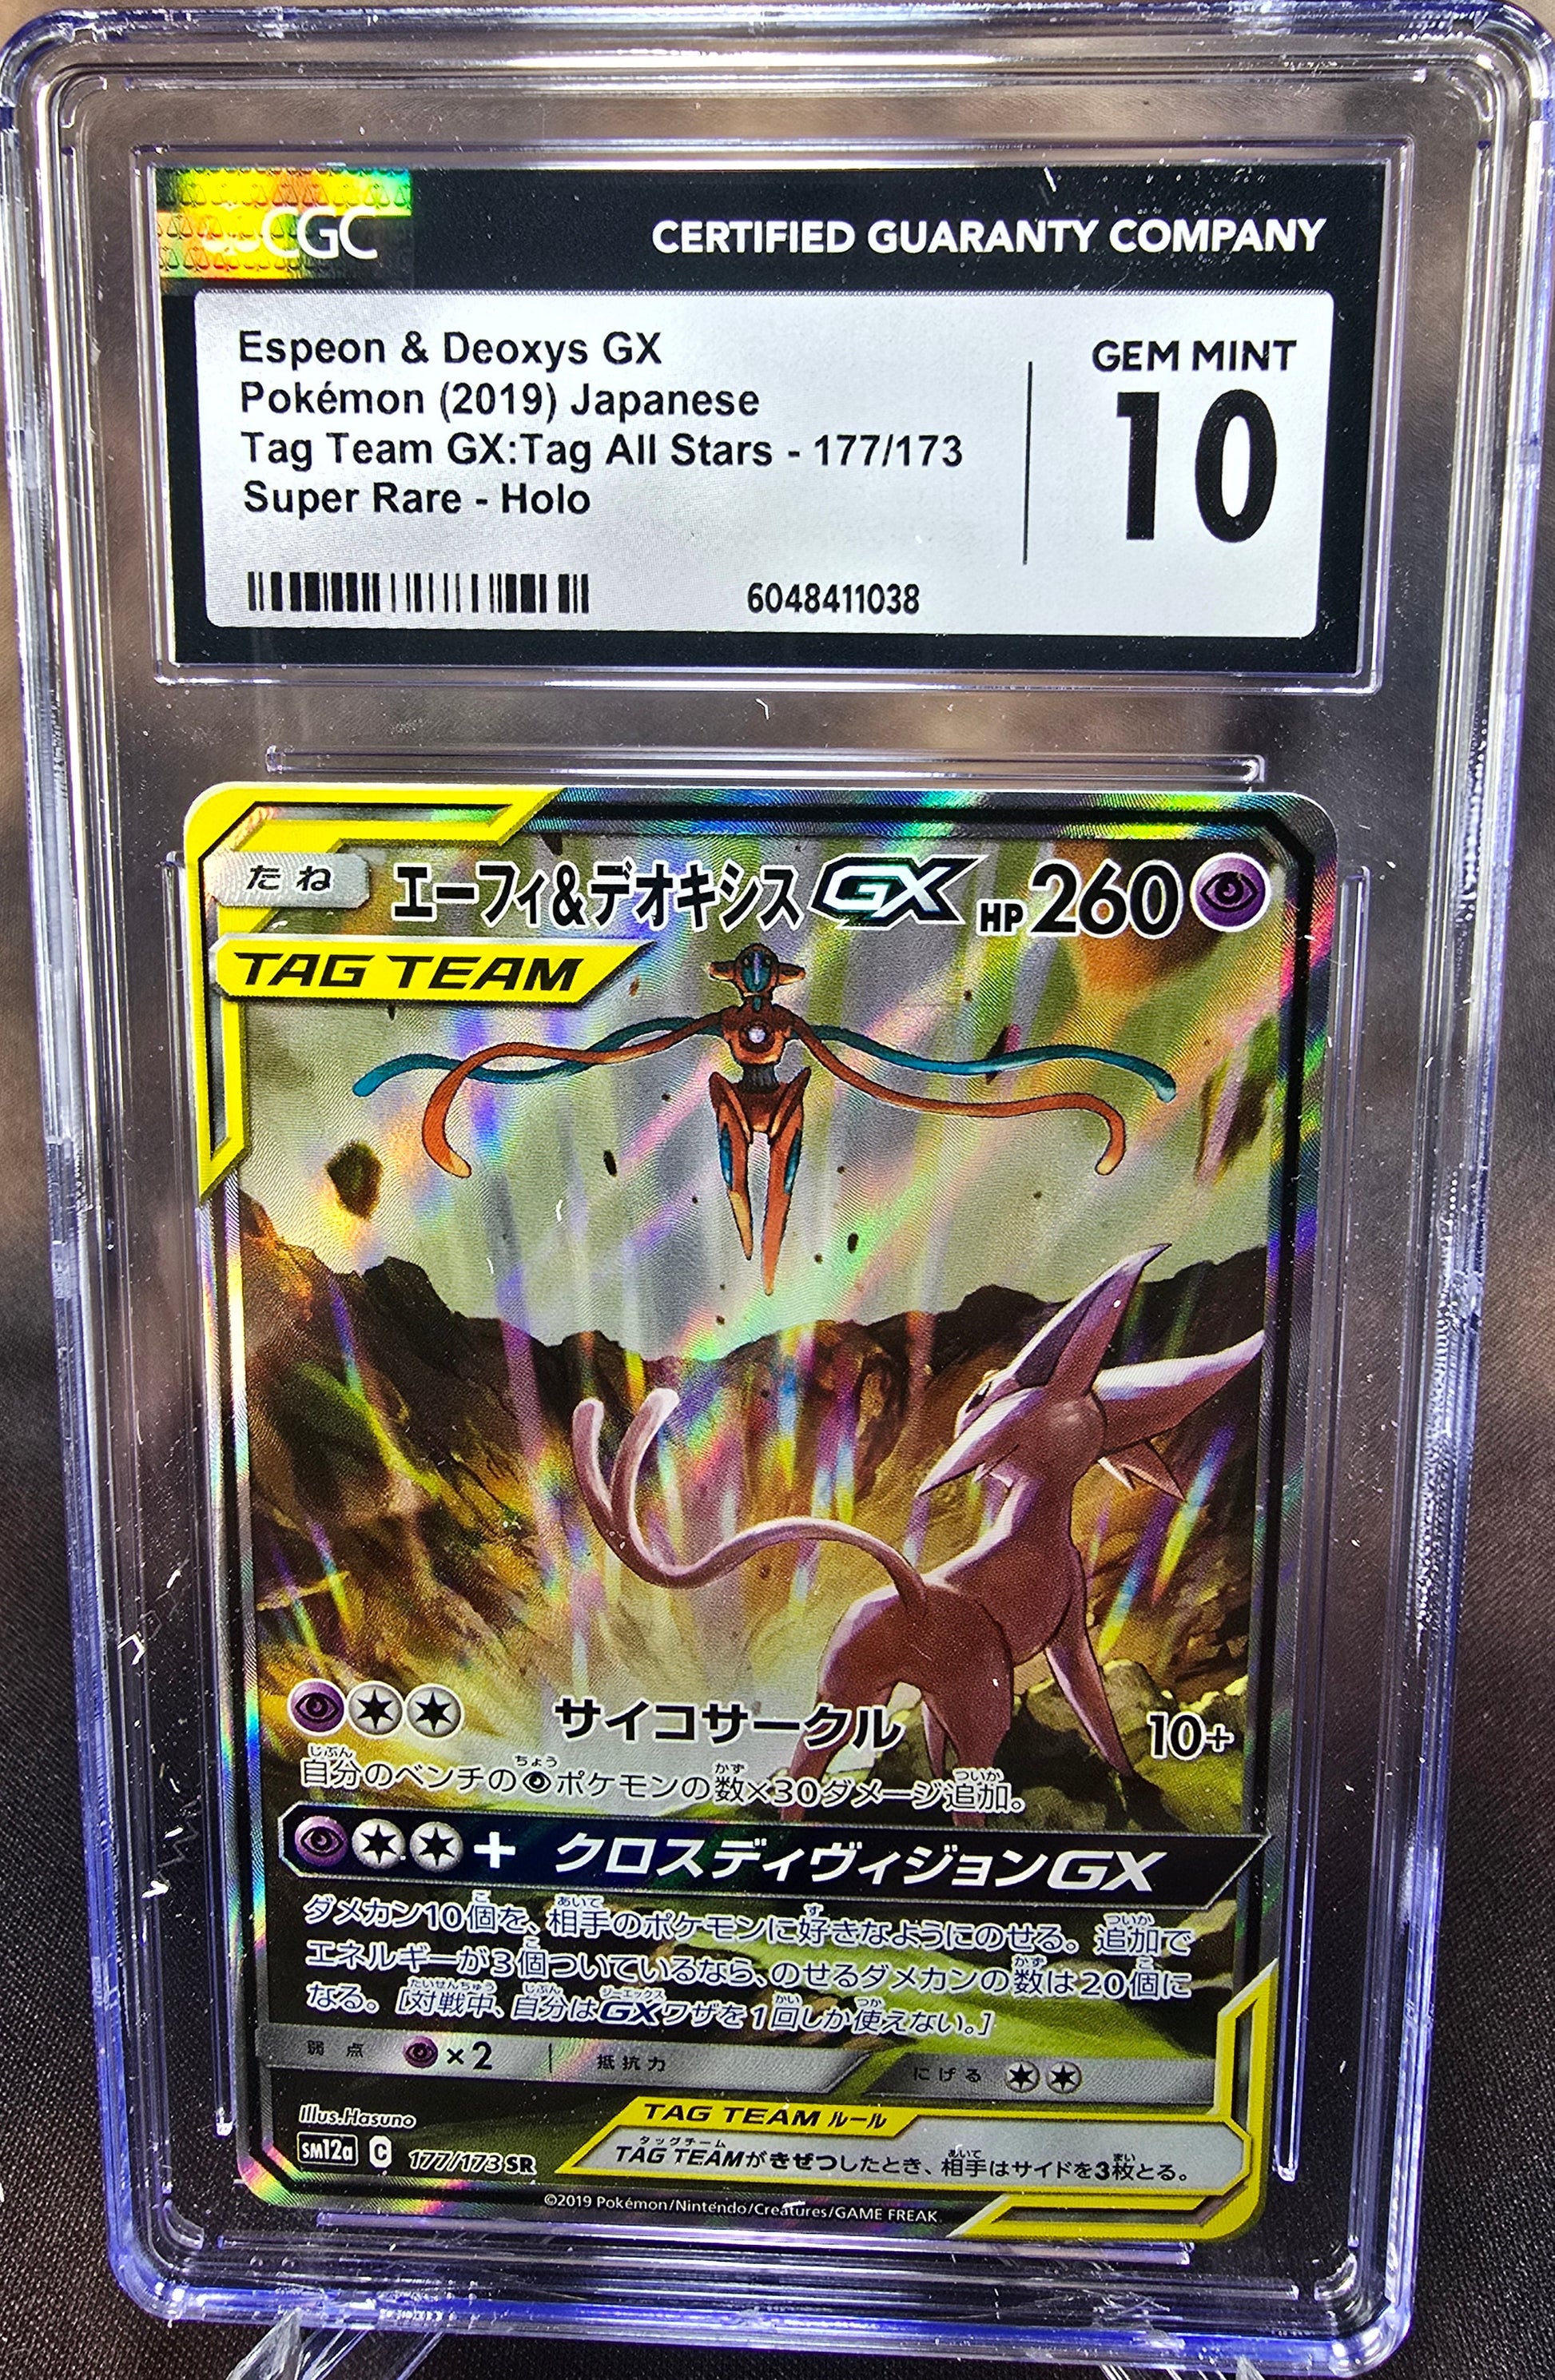 CGC
CERTIFIED GUARANTY COMPANY
Espeon & Deoxys GX
Pokémon (2019) Japanese
Tag Team GX:Tag All Stars - 177/173
Super Rare - Holo
GEM MINT
10
6048411038
たね
エーフィ&デオキシスGX HP260
TAG TEAM
サイコサークル 10+
自分のベンチのポケモンの数×30ダメージ追加。
+ クロスディヴィジョンGX
ダメカン10個を、相手のポケモンに好きなようにのせる。追加で
エネルギーが3個ついているなら、のせるダメカンの数は20個に
なる。[対戦中、自分はGXワザを1回しか使えない。]
弱点 ×2 抵抗力 にげる
Illus.Hasuno
SM12a C 177/173 SR
TAG TEAM ルール
TAG TEAMがきぜつしたとき、相手はサイドを3枚とる。
©2019 Pokémon/Nintendo/Creatures/GAME FREAK